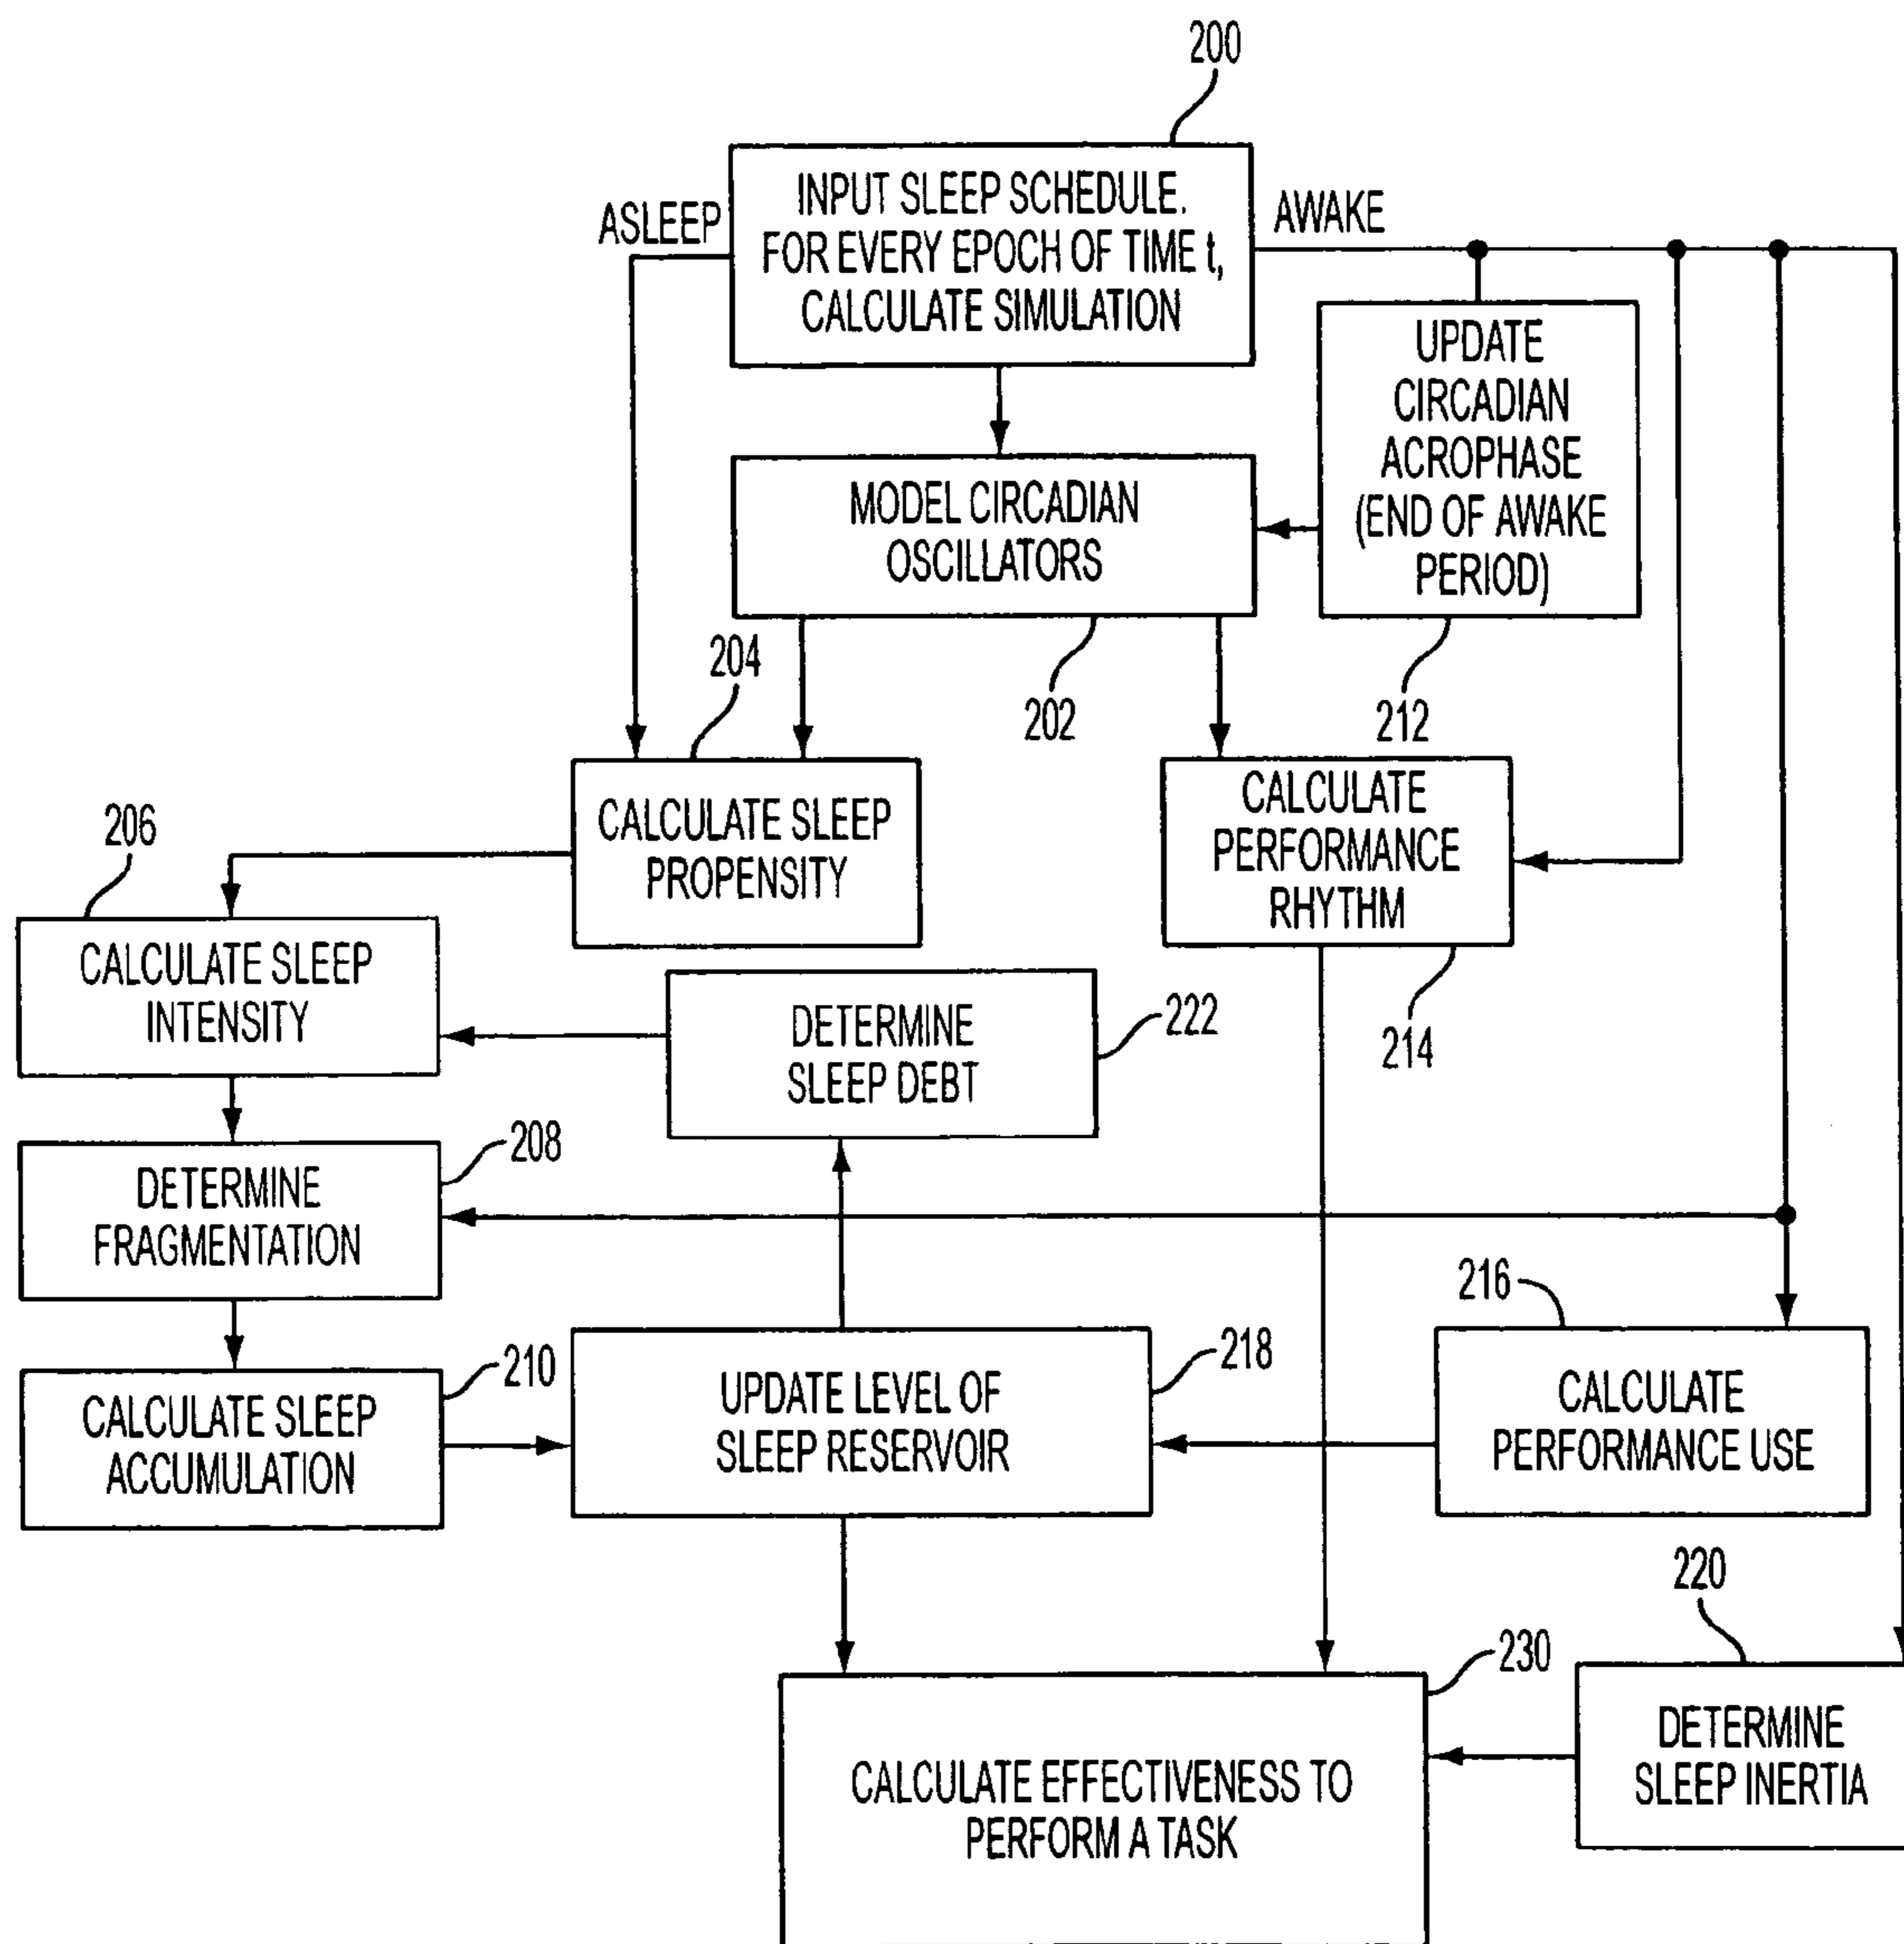 200
INPUT SLEEP SCHEDULE.
FOR EVERY EPOCH OF TIME t,
CALCULATE SIMULATION
ASLEEP
AWAKE
UPDATE
CIRCADIAN
ACROPHASE
(END OF AWAKE
PERIOD)
212
MODEL CIRCADIAN
OSCILLATORS
202
204
CALCULATE SLEEP
PROPENSITY
CALCULATE
PERFORMANCE
RHYTHM
214
206
CALCULATE SLEEP
INTENSITY
DETERMINE
SLEEP DEBT
222
208
DETERMINE
FRAGMENTATION
210
CALCULATE SLEEP
ACCUMULATION
UPDATE LEVEL OF
SLEEP RESERVOIR
218
216
CALCULATE
PERFORMANCE USE
220
DETERMINE
SLEEP INERTIA
230
CALCULATE EFFECTIVENESS TO
PERFORM A TASK